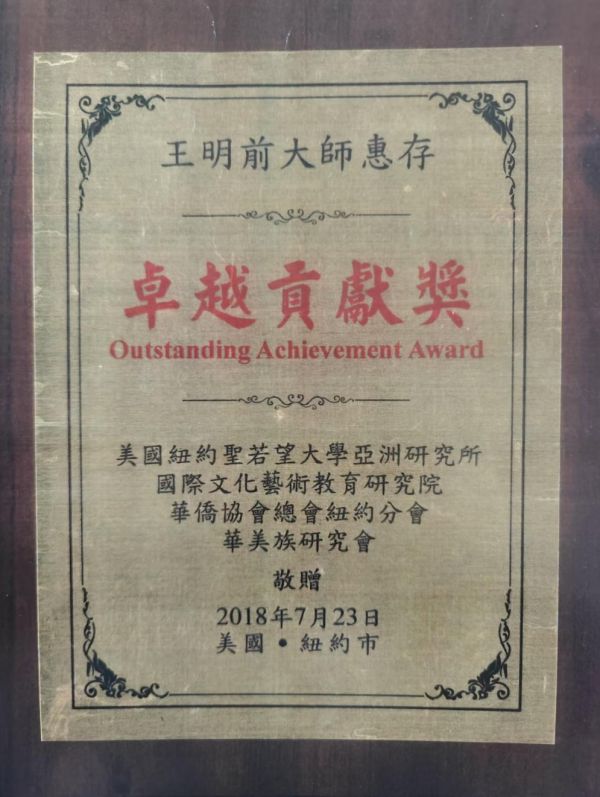 王明前大師惠存
卓越貢獻獎
Outstanding Achievement Award
美國紐約聖若望大學亞洲研究所
國際文化藝術教育研究院
華僑協會總會紐約分會
華美族研究會
敬贈
2018年7月23日
美國•紐約市